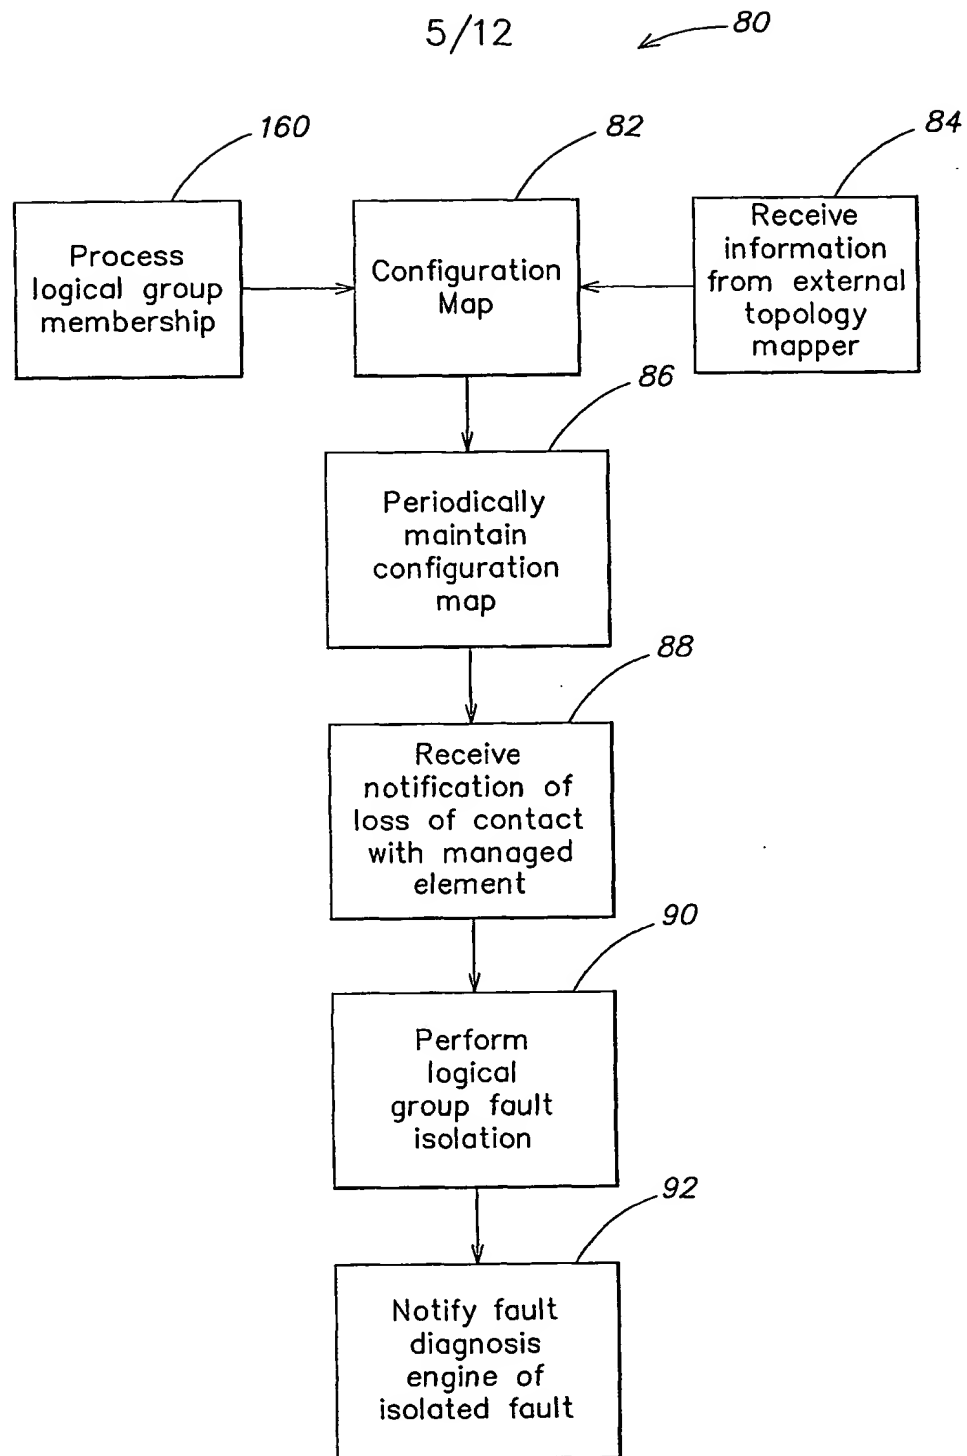 5/12
80
160
82
84
Process
logical group
membership
Configuration
Map
Receive
information
from external
topology
mapper
86
Periodically
maintain
configuration
map
88
Receive
notification of
loss of contact
with managed
element
90
Perform
logical
group fault
isolation
92
Notify fault
diagnosis
engine of
isolated fault